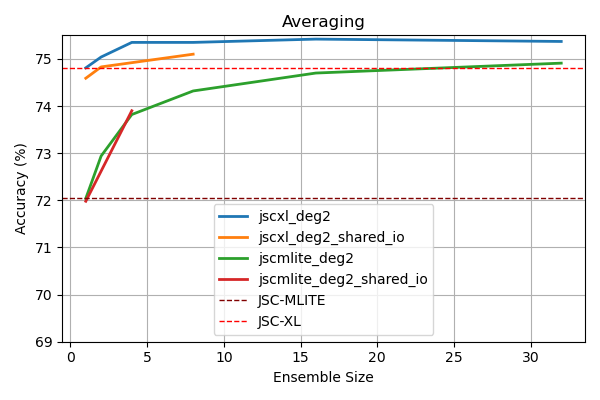 Averaging
Accuracy (%)
75
74
73
72
71
70
69
jscxl_deg2
jscxl_deg2_shared_io
jscmlite_deg2
jscmlite_deg2_shared_io
JSC-MLITE
JSC-XL
0 5 10 15 20 25 30
Ensemble Size